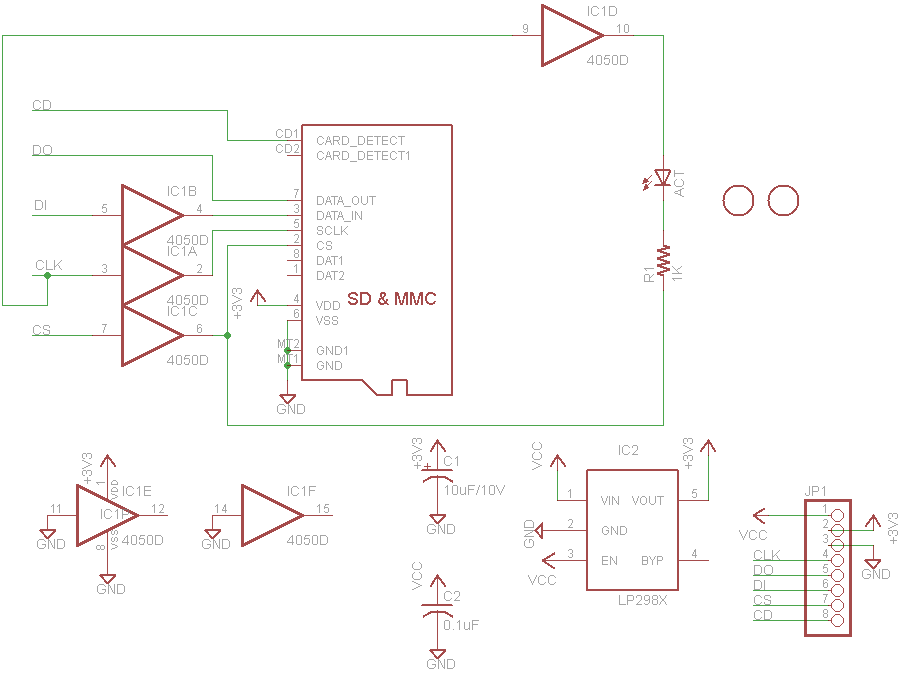 IC1D
9
10
4050D
CD
CD1
CARD_DETECT
CD2
CARD_DETECT1
DO
7
DATA_OUT
DI
5
IC1B
4
3
DATA_IN
4050D
5
SCLK
2
CS
IC1A
8
DAT1
CLK
3
2
1
DAT2
4050D
IC1C
+3V3
4
VDD
SD & MMC
6
VSS
CS
7
6
4050D
MT2
GND1
MT1
GND
GND
ACT
R1
1K
+3V3
1
VDD
IC1E
11
IC1P
12
4050D
GND
8
VSS
GND
14
IC1F
15
4050D
GND
+3V3
+
C1
10uF/10V
GND
VCC
C2
0.1uF
GND
VCC
IC2
+3V3
1
VIN
VOUT
5
GND
2
GND
3
EN
BYP
4
VCC
LP298X
JP1
1
VCC
2
+3V3
3
GND
CLK
4
DO
5
DI
6
CS
7
CD
8